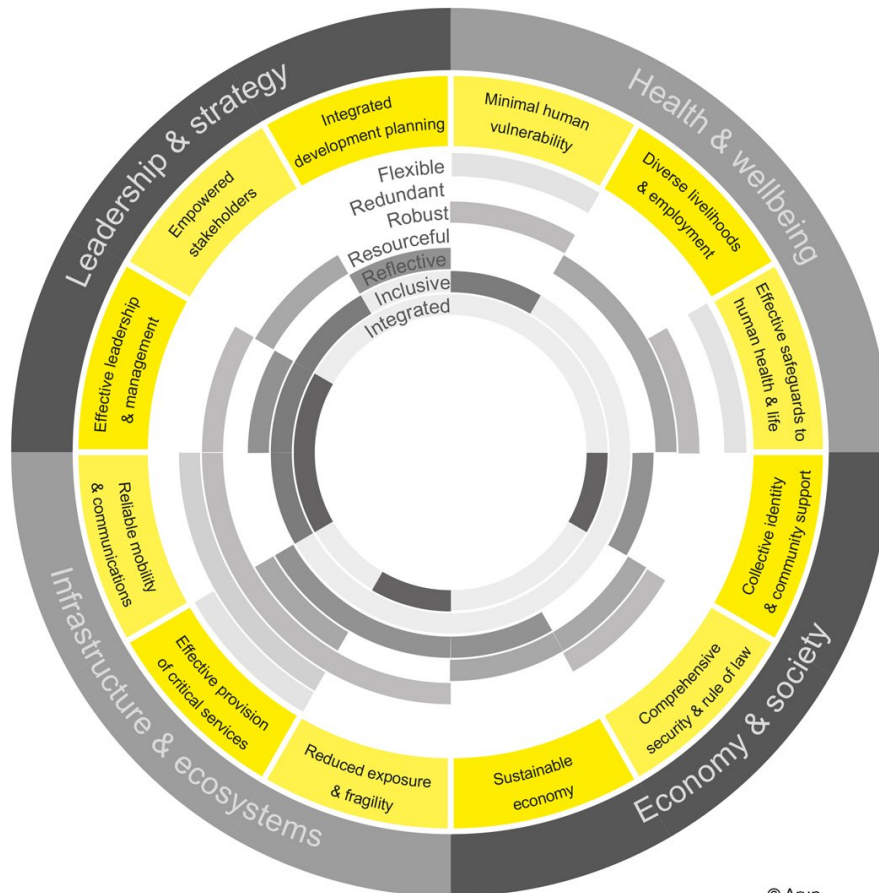 Leadership & strategy
Health & wellbeing
Economy & society
Infrastructure & ecosystems
Integrated
development planning
Minimal human
vulnerability
Diverse livelihoods
& employment
Effective safeguards to
human health & life
Collective identity
& community support
Comprehensive
security & rule of law
Sustainable
economy
Reduced exposure
& fragility
Effective provision
of critical services
Reliable mobility
& communications
Effective leadership
& management
Empowered
stakeholders
Flexible
Redundant
Robust
Resourceful
Reflective
Inclusive
Integrated